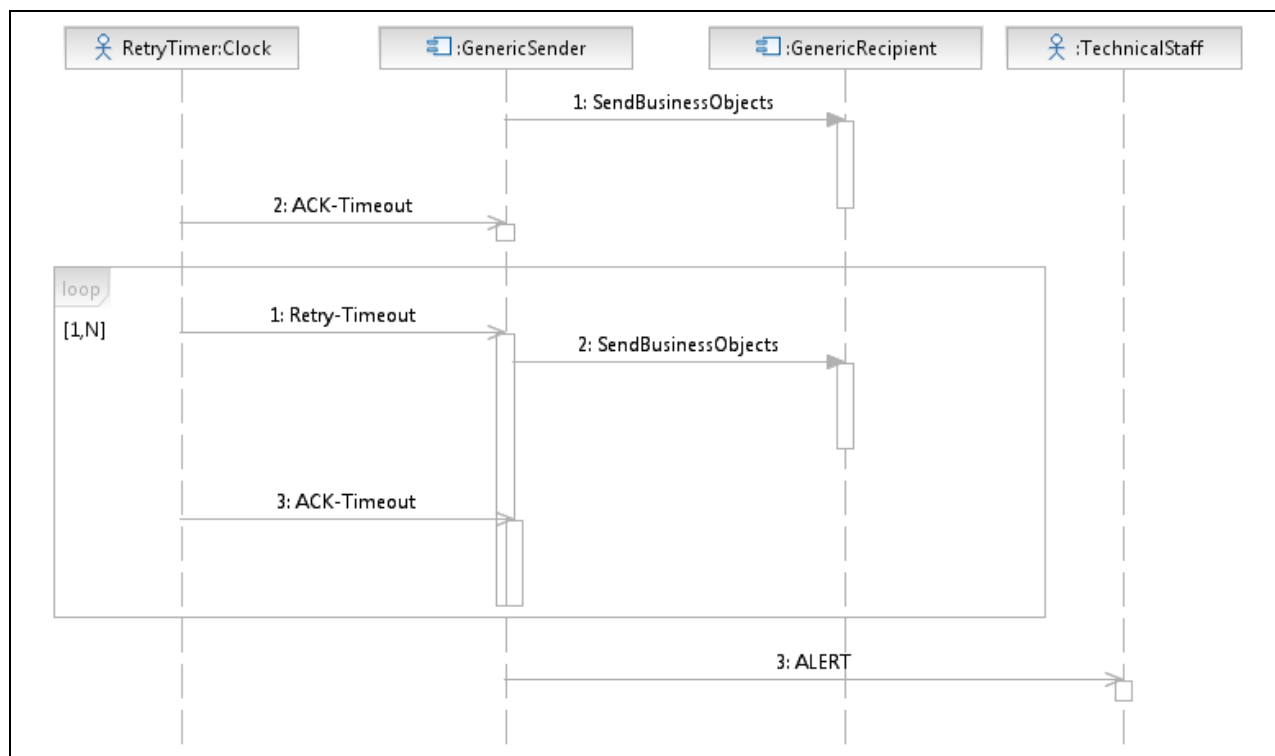 RetryTimer:Clock
:GenericSender
:GenericRecipient
:TechnicalStaff
1: SendBusinessObjects
2: ACK-Timeout
loop
[1,N]
1: Retry-Timeout
2: SendBusinessObjects
3: ACK-Timeout
3: ALERT